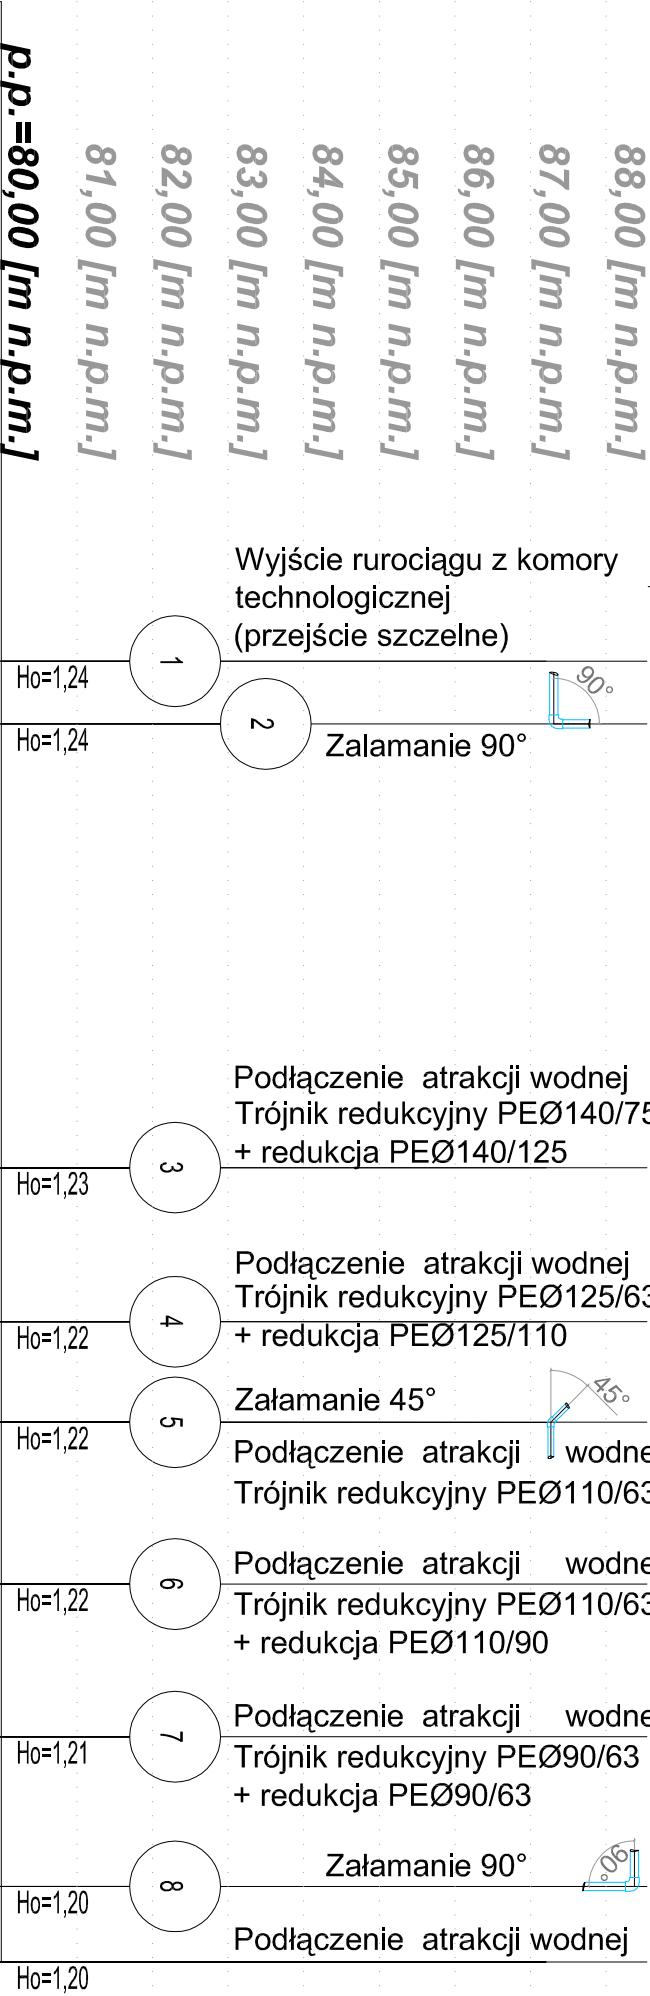 p.p.=80,00 [m n.p.m.]
81,00 [m n.p.m.]
82,00 [m n.p.m.]
83,00 [m n.p.m.]
84,00 [m n.p.m.]
85,00 [m n.p.m.]
86,00 [m n.p.m.]
87,00 [m n.p.m.]
88,00 [m n.p.m.]
Wyjście rurociągu z komory
technologicznej
(przejście szczelne)
1
Ho=1,24
90°
2
Ho=1,24
Zalamanie 90°
Podłączenie atrakcji wodnej
Trójnik redukcyjny PEØ140/75
+ redukcja PEØ140/125
3
Ho=1,23
Podłączenie atrakcji wodnej
Trójnik redukcyjny PEØ125/63
+ redukcja PEØ125/110
4
Ho=1,22
Załamanie 45°
45°
5
Ho=1,22
Podłączenie atrakcji wodne
Trójnik redukcyjny PEØ110/63
Podłączenie atrakcji wodne
6
Ho=1,22
Trójnik redukcyjny PEØ110/63
+ redukcja PEØ110/90
Podłączenie atrakcji wodne
7
Ho=1,21
Trójnik redukcyjny PEØ90/63
+ redukcja PEØ90/63
Załamanie 90°
90°
8
Ho=1,20
Podłączenie atrakcji wodnej
Ho=1,20